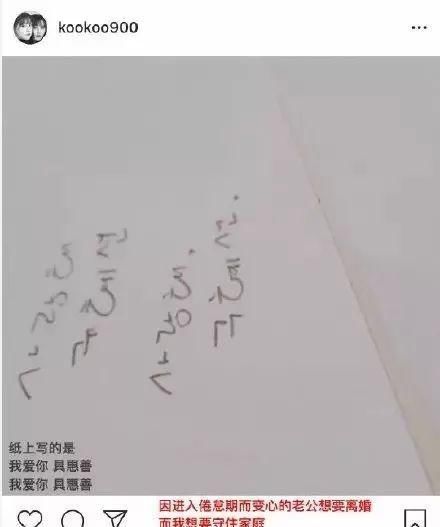 kookoo900
사랑해
구혜선
사랑해.
구혜선.
纸上写的是
我爱你 具惠善
我爱你 具惠善
因进入倦怠期而变心的老公想要离婚
而我想要守住家庭